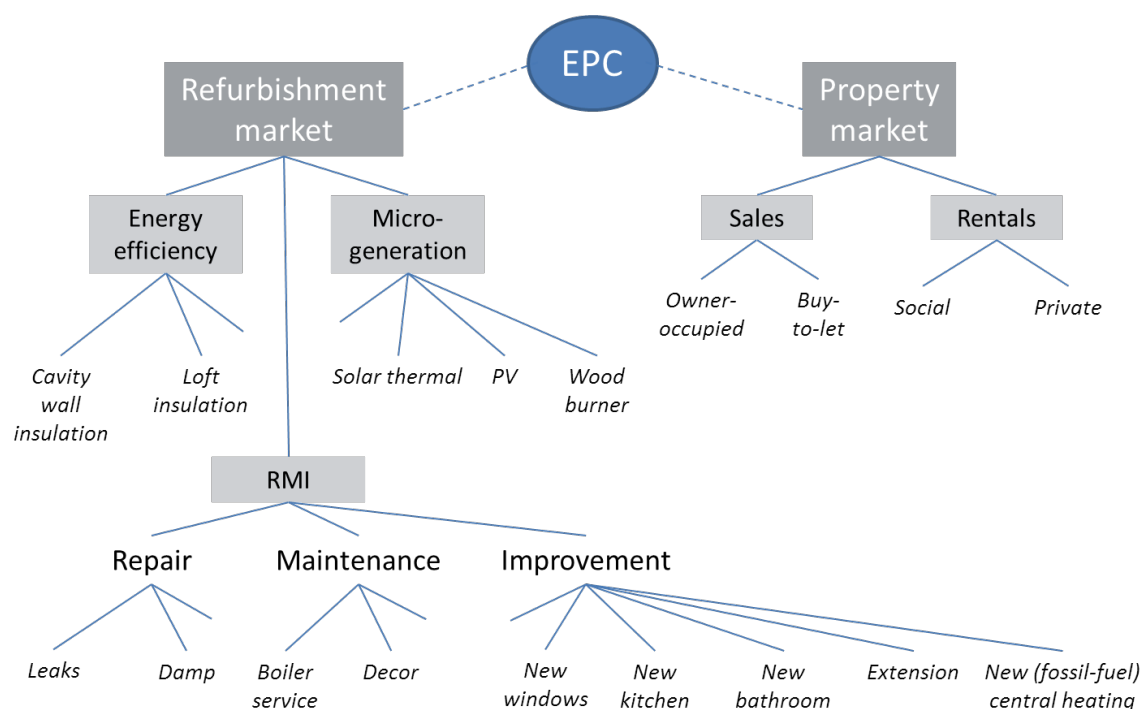 EPC
Refurbishment
market
Property
market
Energy
efficiency
Micro-
generation
Sales
Rentals
Owner-
occupied
Buy-
to-let
Social
Private
Cavity
wall
insulation
Loft
insulation
Solar thermal
PV
Wood
burner
RMI
Repair
Maintenance
Improvement
Leaks
Damp
Boiler
service
Decor
New
windows
New
kitchen
New
bathroom
Extension
New (fossil-fuel)
central heating